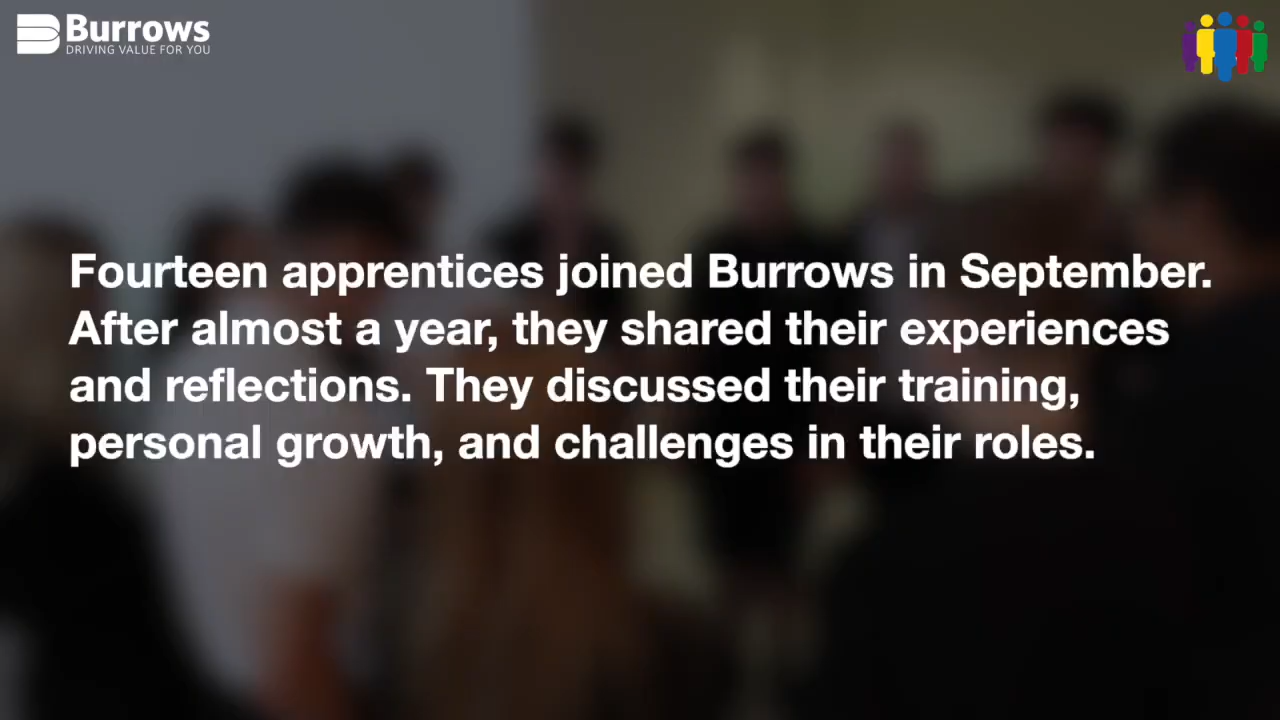 Burrows
DRIVING VALUE FOR YOU
Fourteen apprentices joined Burrows in September.
After almost a year, they shared their experiences
and reflections. They discussed their training,
personal growth, and challenges in their roles.